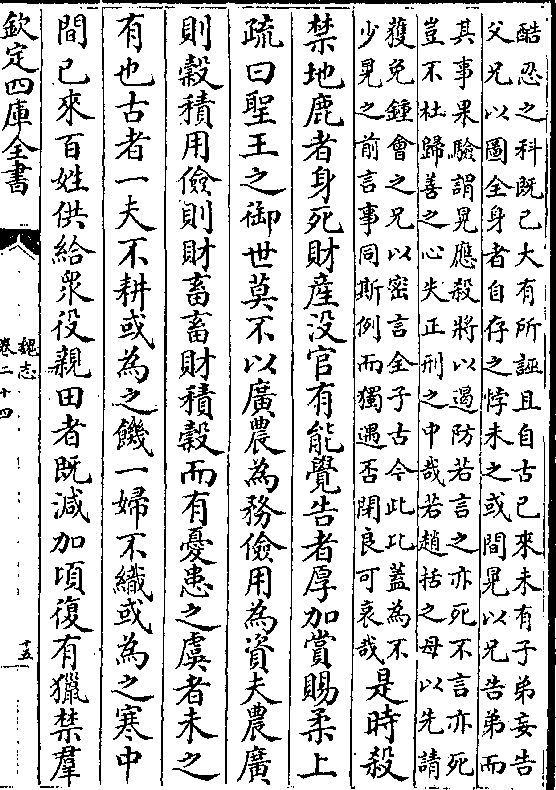 酷忍之科既已大有所誣且自古已來未有子弟妄告
父兄以圖全身者自存之悖未之或間晃以兄告弟而
其事果驗謂晃應殺將以遏防若言之亦死不言亦死
豈不杜歸善之心失正刑之中哉若趙括之母以先請
獲免鍾會之兄以密言全子古今此比蓋為不
少晃之前言事同斯例而獨遇否閉良可哀哉
是時殺
禁地鹿者身死財產没官有能覺告者厚加賞賜柔上
疏曰聖王之御世莫不以廣農為務儉用為資夫農廣
則穀積用儉則財畜畜財積穀而有憂患之虞者未之
有也古者一夫不耕或為之饑一婦不織或為之寒中
間已來百姓供給衆役親田者既減加頃復有獵禁羣
欽定四庫全書
魏志
卷二十四
十五